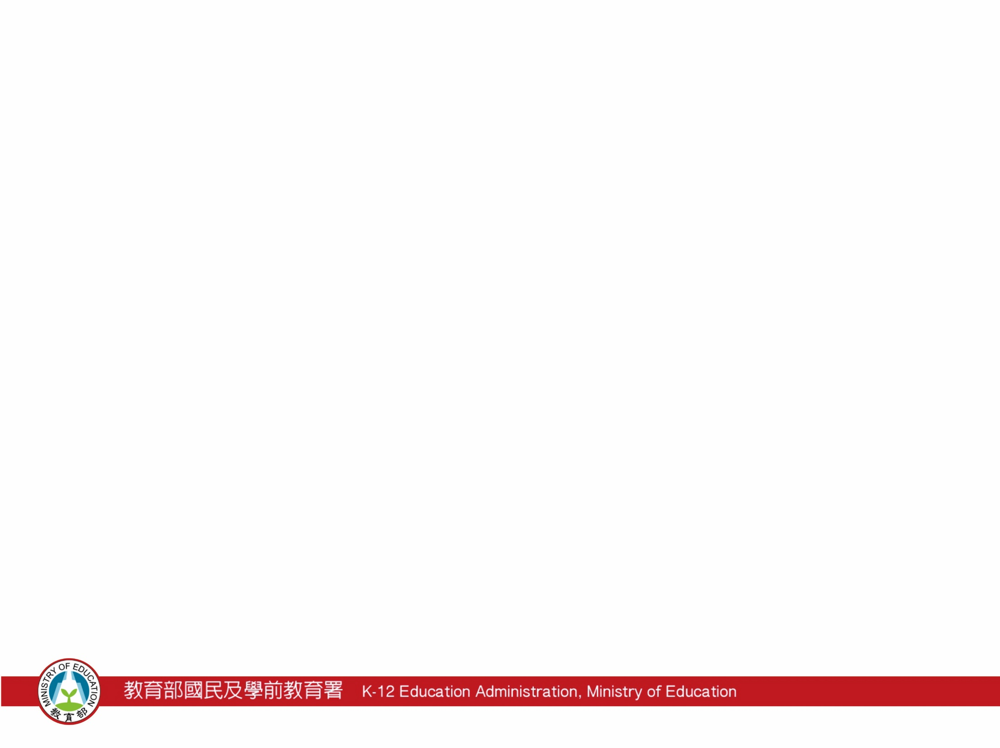 MINISTRY OF EDUCATION
教育部
教育部國民及學前教育署 K-12 Education Administration, Ministry of Education